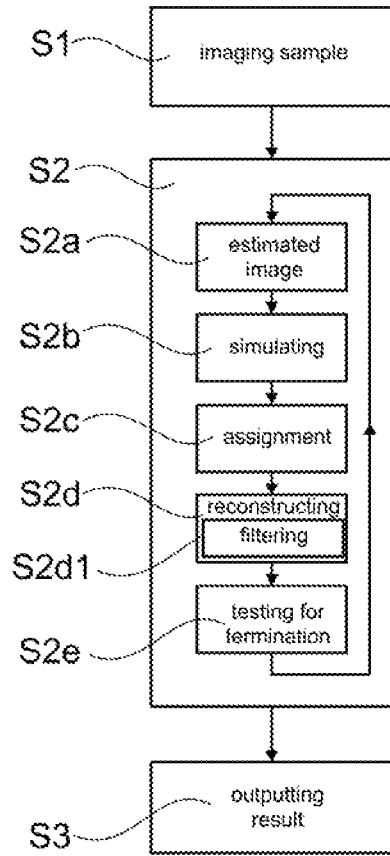 S1
imaging sample
S2
S2a
estimated
image
S2b
simulating
S2c
assignment
S2d
reconstructing
S2d1
filtering
S2e
testing for
termination
S3
outputting
result